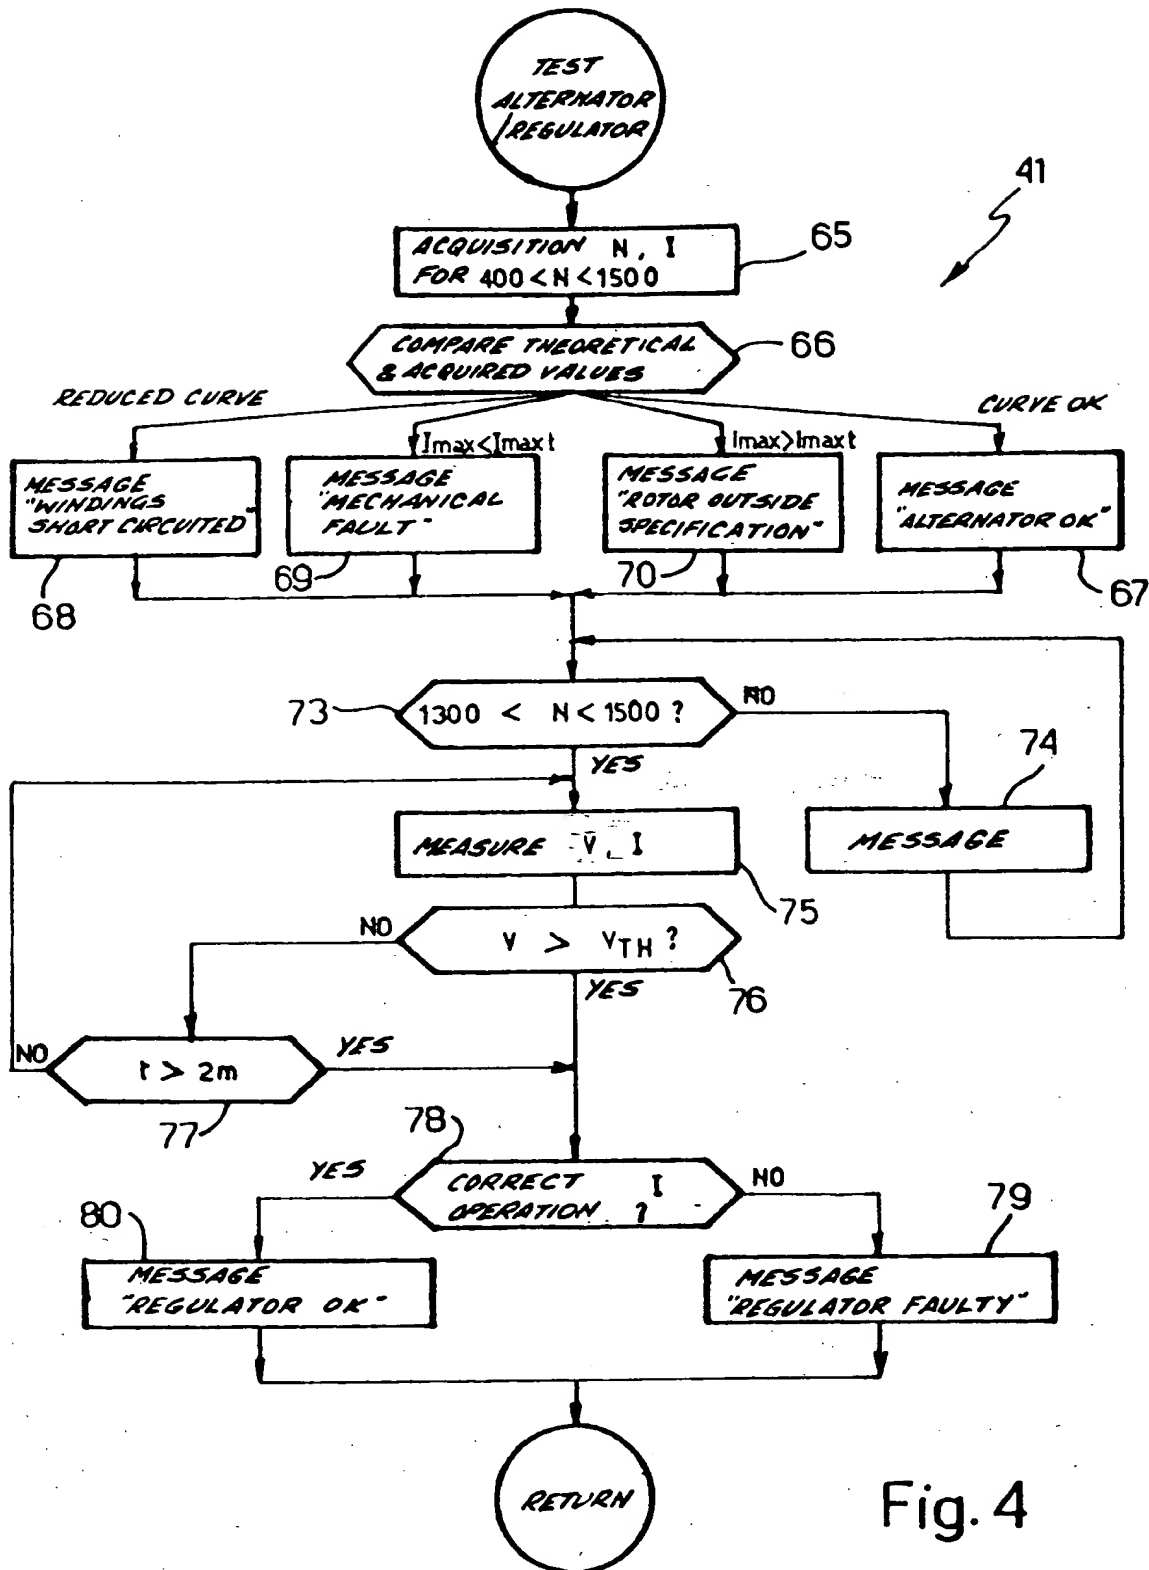 TEST
ALTERNATOR
/REGULATOR
41
ACQUISITION N, I
FOR 400 < N < 1500
65
COMPARE THEORETICAL
& ACQUIRED VALUES
66
REDUCED CURVE
Imax<Imaxt
Imax>Imaxt
CURVE OK
MESSAGE
"WINDINGS
SHORT CIRCUITED"
MESSAGE
"MECHANICAL
FAULT"
MESSAGE
"ROTOR OUTSIDE
SPECIFICATION"
MESSAGE
"ALTERNATOR OK"
68
69
70
67
73
1300 < N < 1500 ?
NO
YES
74
MESSAGE
MEASURE V, I
75
NO
V > VTH ?
YES
76
NO
t > 2m
YES
77
78
YES
CORRECT I
OPERATION ?
NO
80
MESSAGE
"REGULATOR OK"
79
MESSAGE
"REGULATOR FAULTY"
RETURN
Fig. 4